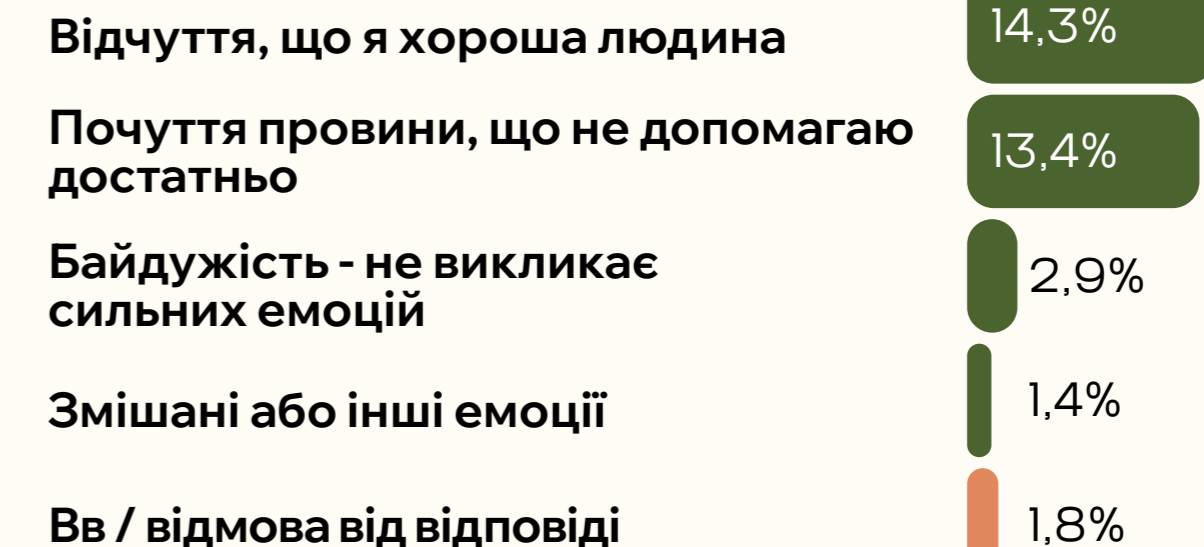 Відчуття, що я хороша людина 14,3%
Почуття провини, що не допомагаю
достатньо 13,4%
Байдужість - не викликає
сильних емоцій 2,9%
Змішані або інші емоції 1,4%
Вв / відмова від відповіді 1,8%